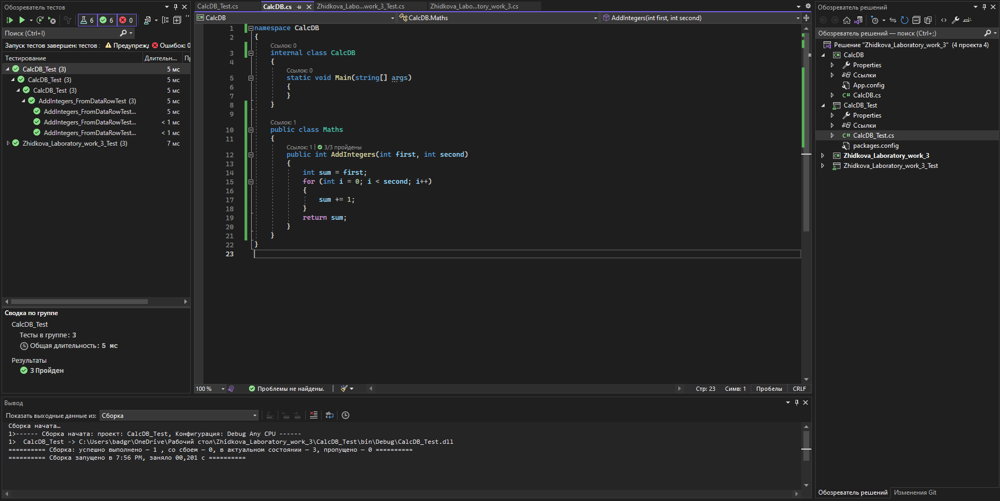 Обозреватель тестов
6 6 0
Поиск (Ctrl+I)
Запуск тестов завершен: тестов : Предупрежд Ошибок: 0
Тестирование Длительн... Пр
CalcDB_Test (3) 5 мс
CalcDB_Test (3) 5 мс
CalcDB_Test (3) 5 мс
AddIntegers_FromDataRowTest (3) 5 мс
AddIntegers_FromDataRowTest... 5 мс
AddIntegers_FromDataRowTest... < 1 мс
AddIntegers_FromDataRowTest... < 1 мс
Zhidkova_Laboratory_work_3_Test (3) 7 мс
Сводка по группе
CalcDB_Test
Тесты в группе: 3
Общая длительность: 5 мс
Результаты
3 Пройден
CalcDB_Test.cs CalcDB.cs Zhidkova_Labo...work_3_Test.cs Zhidkova_Labo...tory_work_3.cs
CalcDB CalcDB.Maths AddIntegers(int first, int second)
1 namespace CalcDB
2 {
Ссылок: 0
3 internal class CalcDB
4 {
Ссылок: 0
5 static void Main(string[] args)
6 {
7 }
8 }
9
Ссылок: 1
10 public class Maths
11 {
Ссылок: 1 | 3/3 пройдены
12 public int AddIntegers(int first, int second)
13 {
14 int sum = first;
15 for (int i = 0; i < second; i++)
16 {
17 sum += 1;
18 }
19 return sum;
20 }
21 }
22 }
23
100 % Проблемы не найдены. Стр: 23 Симв: 1 Пробелы CRLF
Вывод
Показать выходные данные из: Сборка
Сборка начата…
1>------ Сборка начата: проект: CalcDB_Test, Конфигурация: Debug Any CPU ------
1> CalcDB_Test -> C:\Users\badgr\OneDrive\Рабочий стол\Zhidkova_Laboratory_work_3\CalcDB_Test\bin\Debug\CalcDB_Test.dll
========== Сборка: успешно выполнено — 1 , со сбоем — 0, в актуальном состоянии — 3, пропущено — 0 ==========
========== Сборка запущено в 7:56 PM, заняло 00,201 с ==========
Обозреватель решений
Обозреватель решений — поиск (Ctrl+;)
Решение "Zhidkova_Laboratory_work_3" (4 проекта 4)
CalcDB
Properties
Ссылки
App.config
C# CalcDB.cs
CalcDB_Test
Properties
Ссылки
C# CalcDB_Test.cs
packages.config
Zhidkova_Laboratory_work_3
Zhidkova_Laboratory_work_3_Test
Обозреватель решений Изменения Git